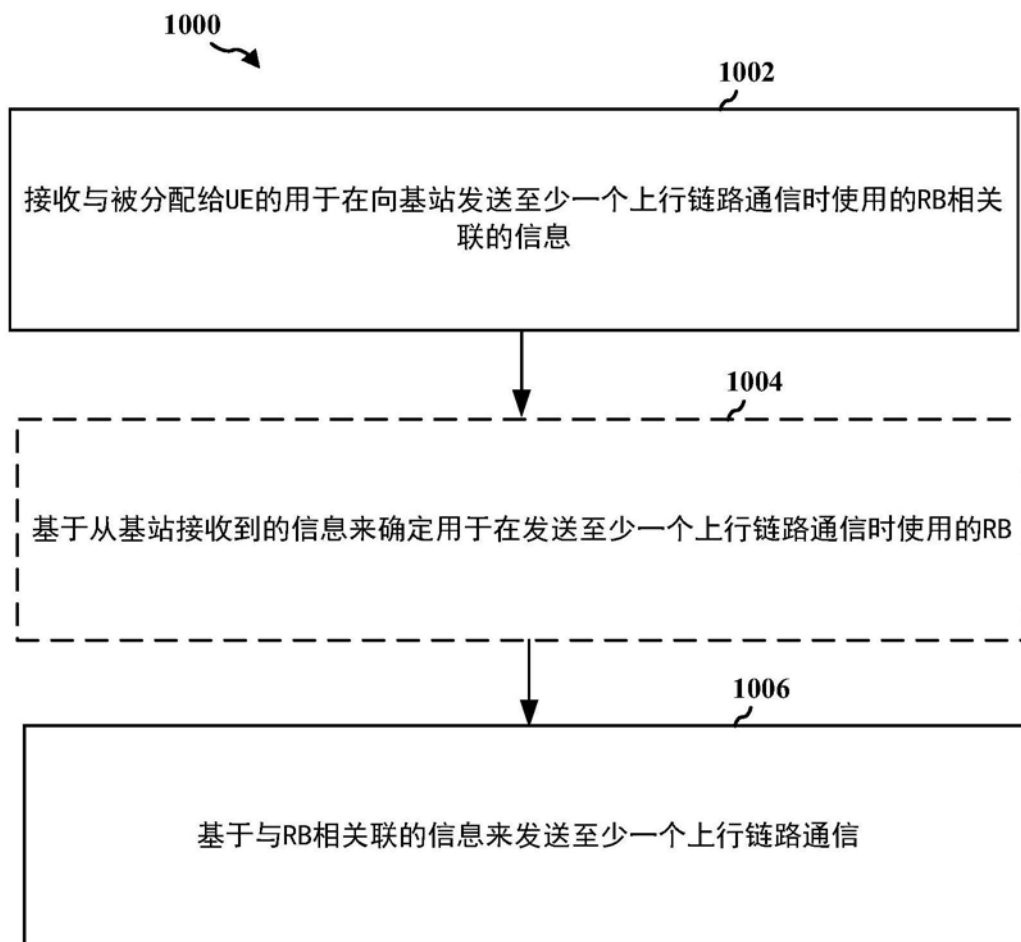 1000
1002
接收与被分配给UE的用于在向基站发送至少一个上行链路通信时使用的RB相关
联的信息
1004
基于从基站接收到的信息来确定用于在发送至少一个上行链路通信时使用的RB
1006
基于与RB相关联的信息来发送至少一个上行链路通信